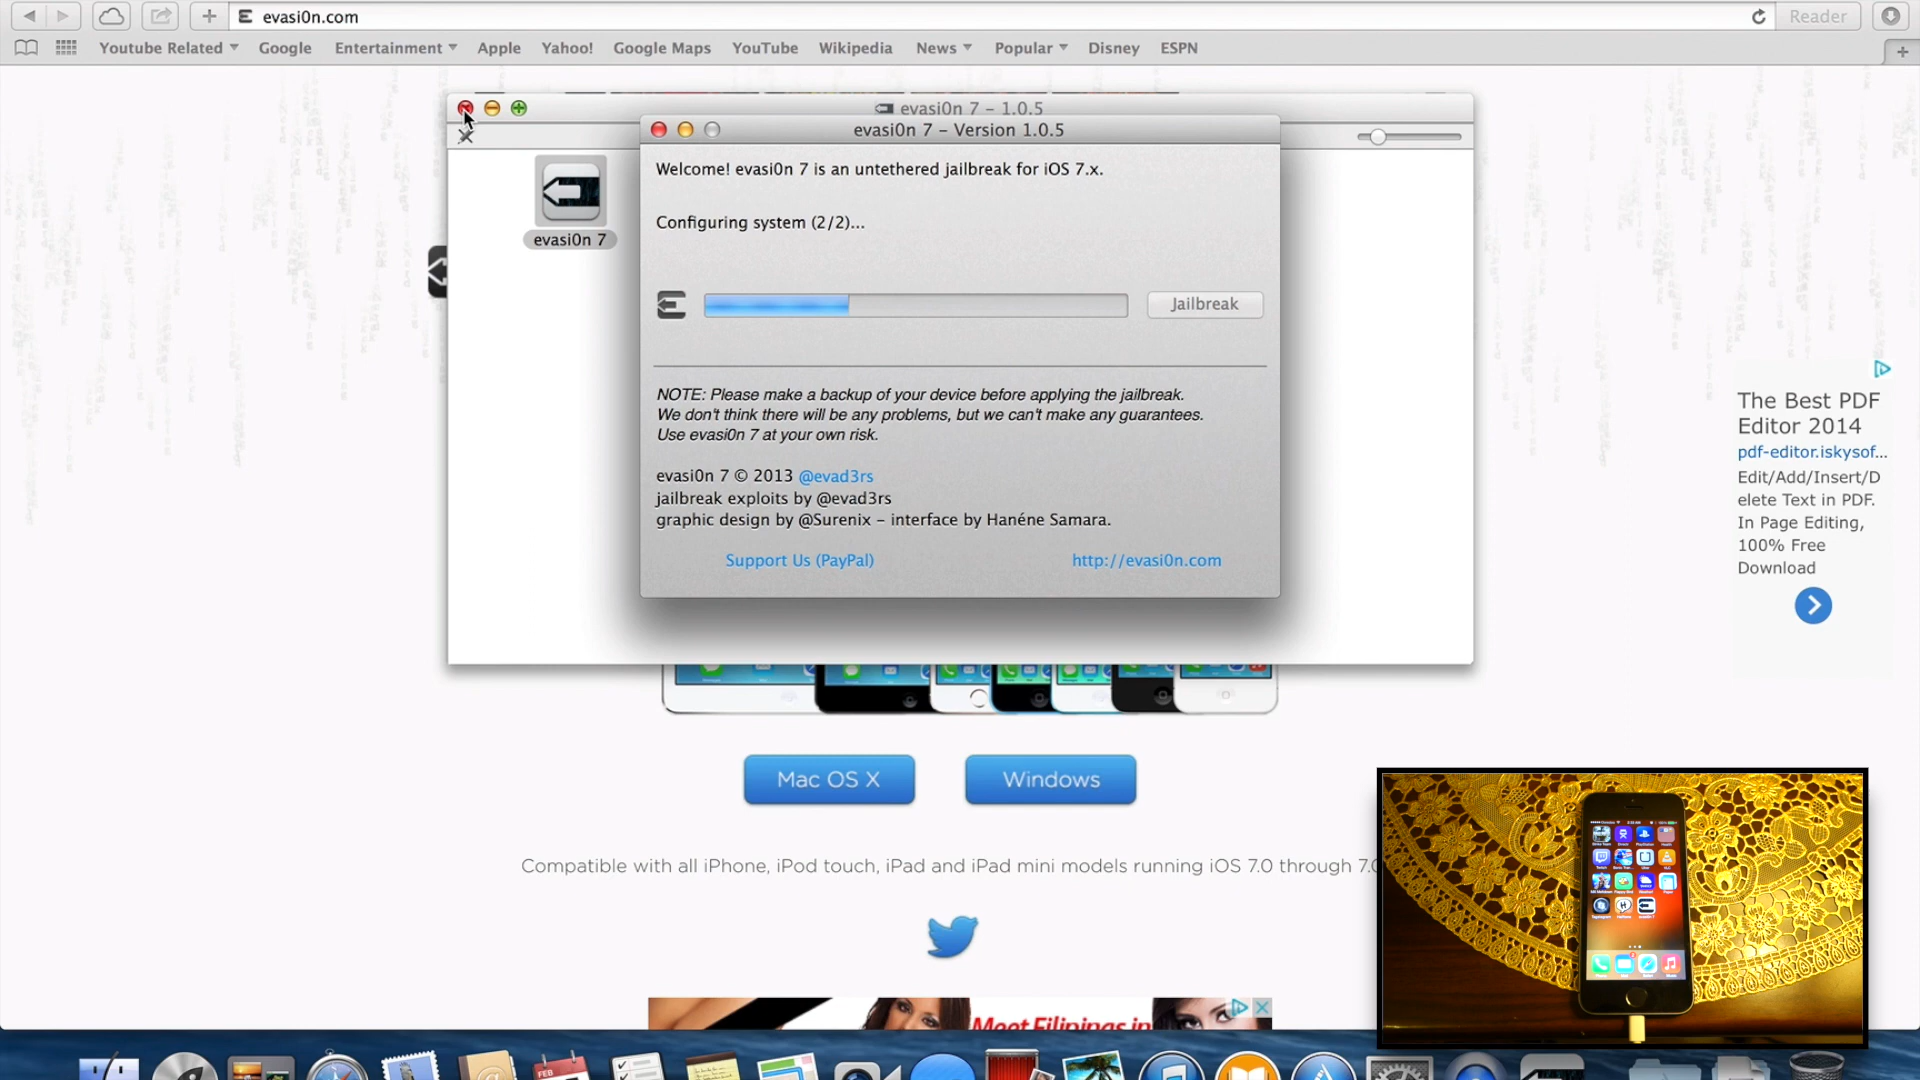 evasi0n.com
Reader
Youtube Related
Google
Entertainment
Apple
Yahoo!
Google Maps
YouTube
Wikipedia
News
Popular
Disney
ESPN
evasi0n 7 – 1.0.5
evasi0n 7 – Version 1.0.5
evasi0n 7
Welcome! evasi0n 7 is an untethered jailbreak for iOS 7.x.
Configuring system (2/2)...
Jailbreak
NOTE: Please make a backup of your device before applying the jailbreak.
We don't think there will be any problems, but we can't make any guarantees.
Use evasi0n 7 at your own risk.
evasi0n 7 © 2013 @evad3rs
jailbreak exploits by @evad3rs
graphic design by @Surenix – interface by Hanéne Samara.
Support Us (PayPal)
http://evasi0n.com
The Best PDF
Editor 2014
pdf-editor.iskysof...
Edit/Add/Insert/D
elete Text in PDF.
In Page Editing,
100% Free
Download
Mac OS X
Windows
Compatible with all iPhone, iPod touch, iPad and iPad mini models running iOS 7.0 through 7.0
Meet Filipinas in
FEB